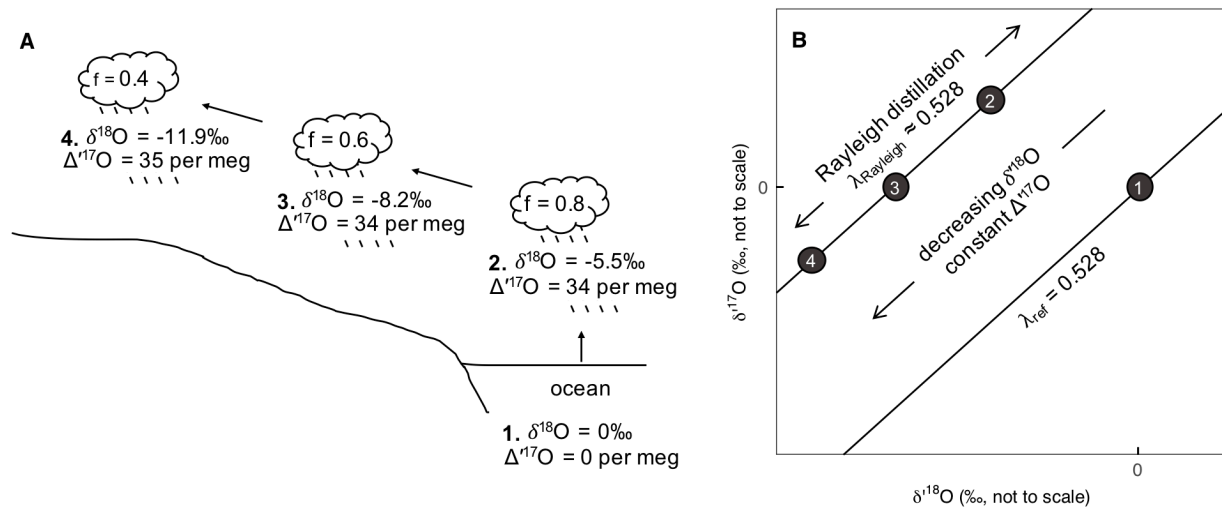 A
f = 0.4
4. δ¹⁸O = -11.9‰
Δ′¹⁷O = 35 per meg
f = 0.6
3. δ¹⁸O = -8.2‰
Δ′¹⁷O = 34 per meg
f = 0.8
2. δ¹⁸O = -5.5‰
Δ′¹⁷O = 34 per meg
ocean
1. δ¹⁸O = 0‰
Δ′¹⁷O = 0 per meg
B
Rayleigh distillation
λRayleigh ≈ 0.528
decreasing δ′¹⁸O
constant Δ′¹⁷O
λref = 0.528
1
2
3
4
0
δ′¹⁷O (‰, not to scale)
0
δ′¹⁸O (‰, not to scale)